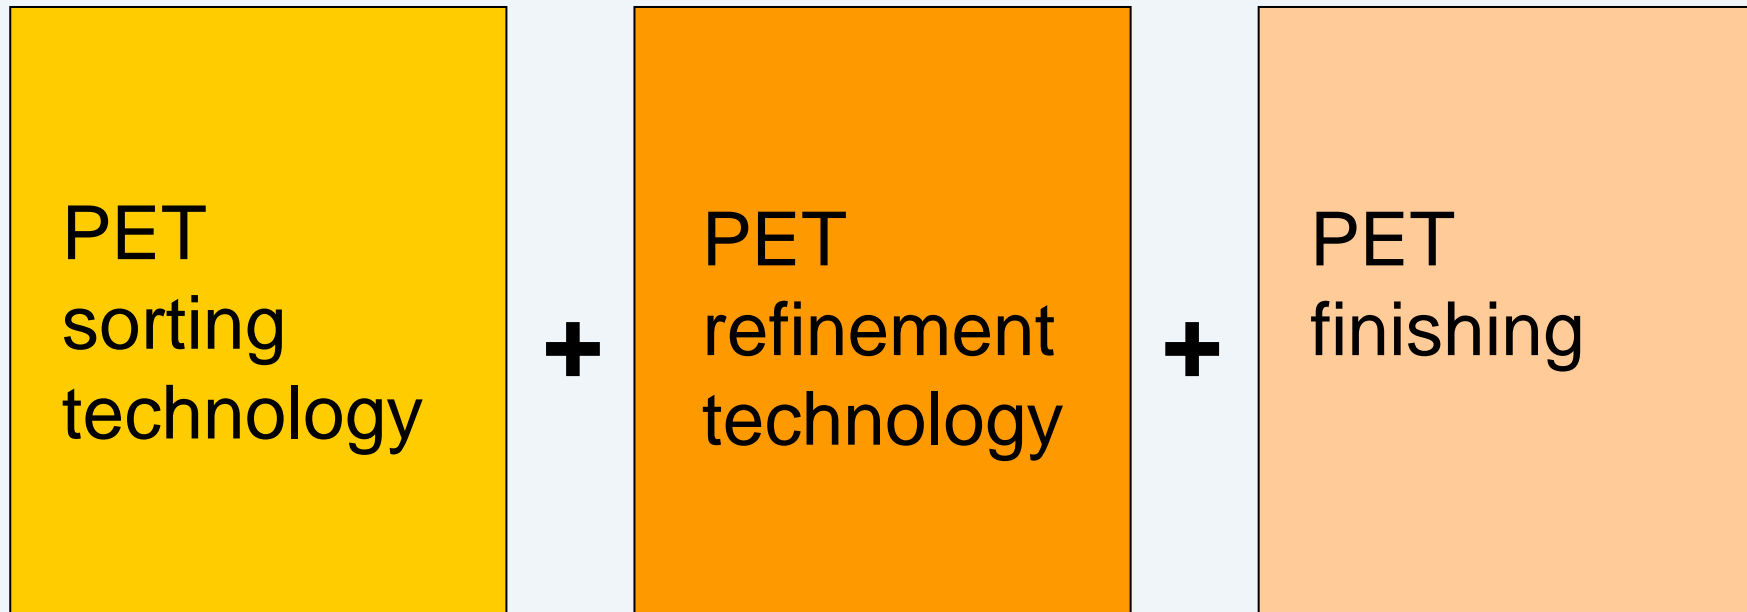 PET
sorting
technology
+
PET
refinement
technology
+
PET
finishing